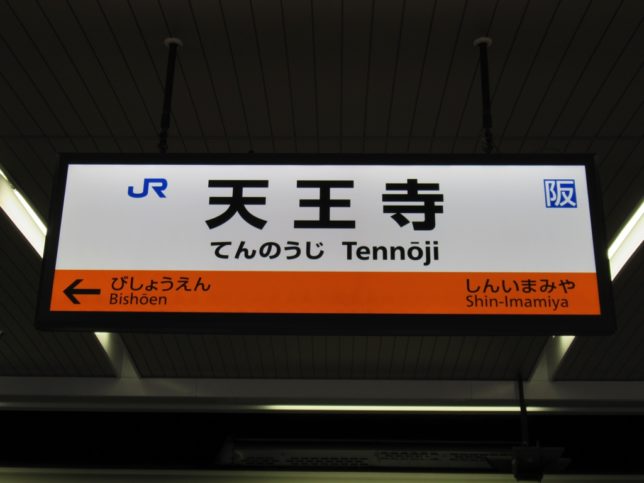 JR 天王寺 阪
てんのうじ Tennōji
← びしょうえん しんいまみや
Bishōen Shin-Imamiya